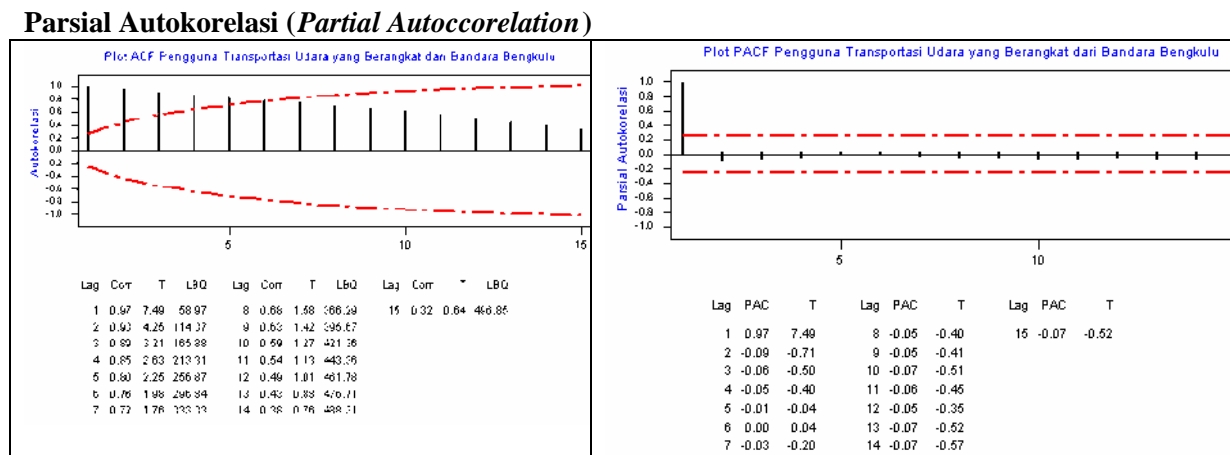 Parsial Autokorelasi (Partial Autoccorelation)
Plot ACF Pengguna Transportasi Udara yang Berangkat dari Bandara Bengkulu
Autokorelasi
1.0
0.8
0.6
0.4
0.2
0.0
0.2
-0.4
-0.6
-0.8
-1.0
5
10
15
Lag Corr T LBQ Lag Corr T LBQ Lag Corr T LBQ
1 0.97 7.49 58.97 8 0.68 1.58 366.29 15 0.32 0.64 496.85
2 0.93 4.25 114.37 9 0.63 1.42 395.67
3 0.89 3.21 165.88 10 0.59 1.27 421.36
4 0.85 2.63 213.31 11 0.54 1.13 443.36
5 0.80 2.25 256.87 12 0.49 1.01 461.78
6 0.76 1.98 296.84 13 0.43 0.88 476.71
7 0.72 1.76 333.33 14 0.38 0.76 488.31
Plot PACF Pengguna Transportasi Udara yang Berangkat dari Bandara Bengkulu
Parsial Autokorelasi
1.0
0.8
0.6
0.4
0.2
0.0
-0.2
-0.4
-0.6
-0.8
-1.0
5
10
Lag PAC T Lag PAC T Lag PAC T
1 0.97 7.49 8 -0.05 -0.40 15 -0.07 -0.52
2 -0.09 -0.71 9 -0.05 -0.41
3 -0.06 -0.50 10 -0.07 -0.51
4 -0.05 -0.40 11 -0.06 -0.45
5 -0.01 -0.04 12 -0.05 -0.35
6 0.00 0.04 13 -0.07 -0.52
7 -0.03 -0.20 14 -0.07 -0.57